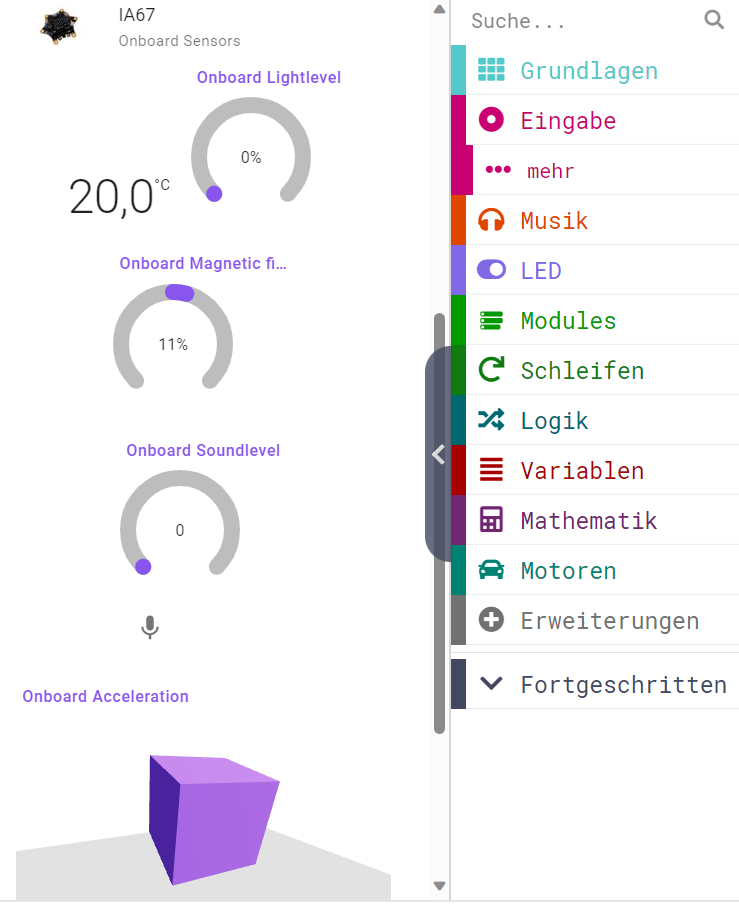 IA67
Onboard Sensors
Onboard Lightlevel
0%
20,0°C
Onboard Magnetic fi...
11%
Onboard Soundlevel
0
Onboard Acceleration
Suche...
Grundlagen
Eingabe
mehr
Musik
LED
Modules
Schleifen
Logik
Variablen
Mathematik
Motoren
Erweiterungen
Fortgeschritten